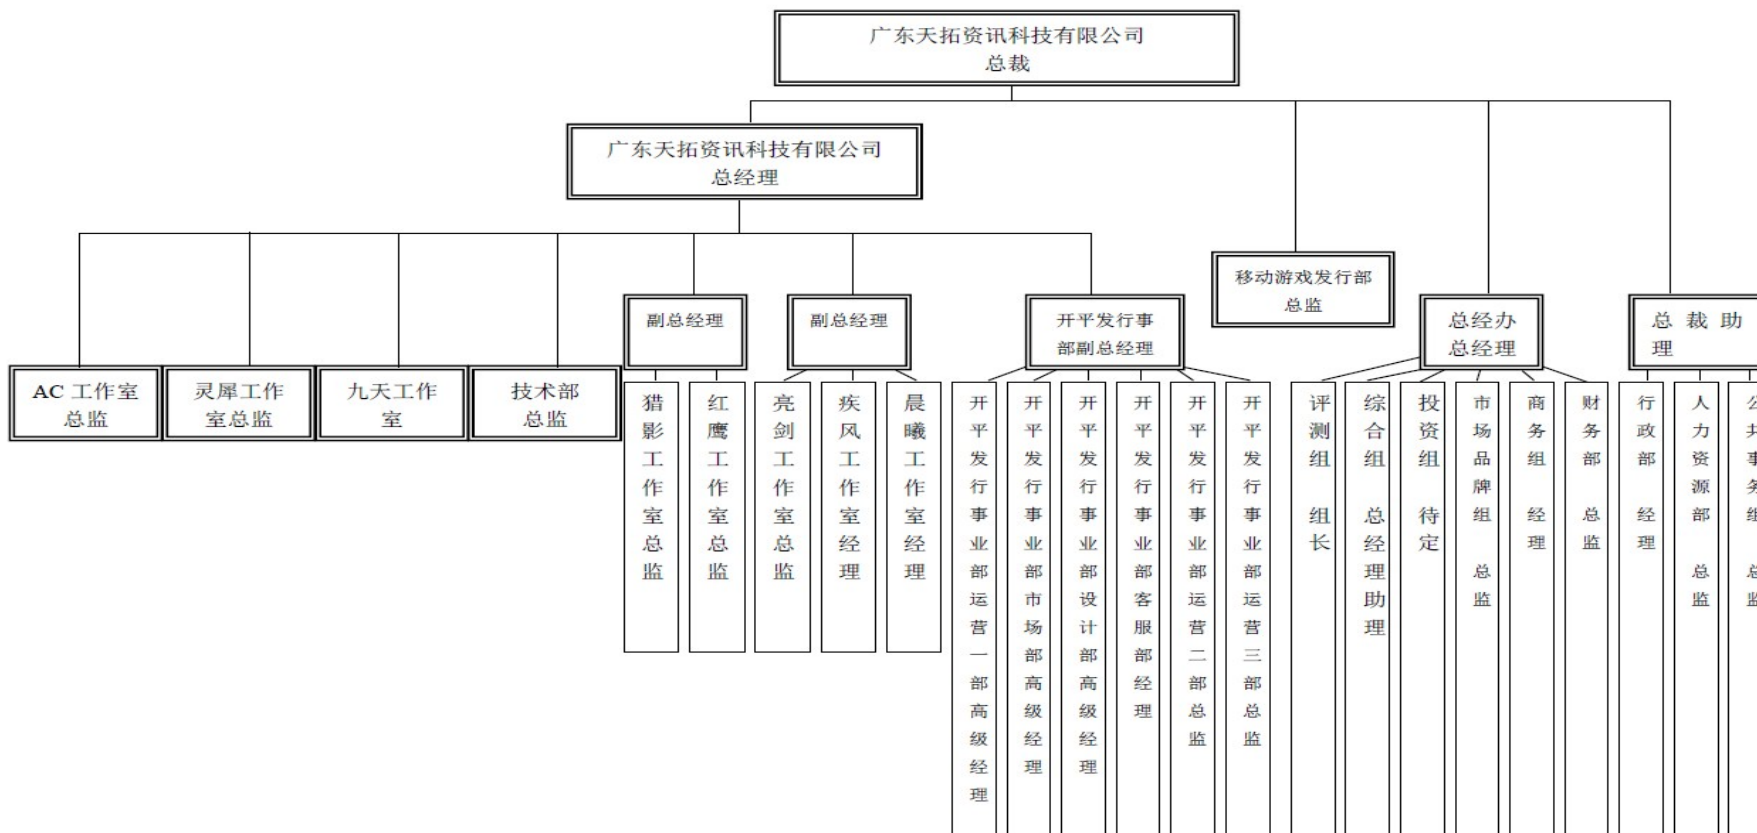 广东天拓资讯科技有限公司
总裁
广东天拓资讯科技有限公司
总经理
移动游戏发行部
总监
副总经理
副总经理
开平发行事
部副总经理
总经办
总经理
总裁助
理
AC工作室
总监
灵犀工作
室总监
九天工作
室
技术部
总监
猎影工作室总监
红鹰工作室总监
亮剑工作室总监
疾风工作室经理
晨曦工作室经理
开平发行事业部运营一部高级经理
开平发行事业部市场部高级经理
开平发行事业部设计部高级经理
开平发行事业部客服部经理
开平发行事业部运营二部总监
开平发行事业部运营三部总监
评测组 组长
综合组 总经理助理
投资组 待定
市场品牌组 总监
商务组 经理
财务部 总监
行政部 经理
人力资源部 总监
公共事务组 总监